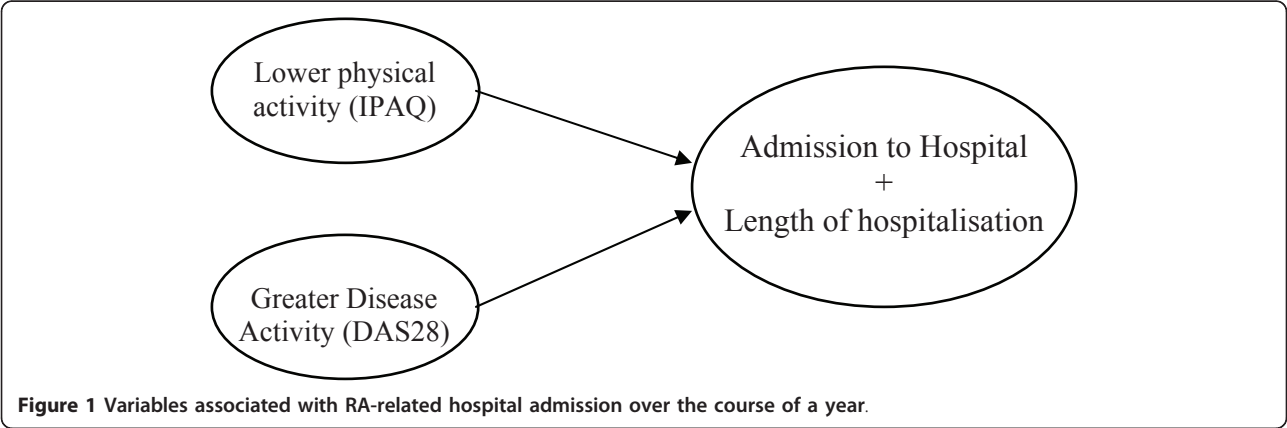 Lower physical
activity (IPAQ)
Admission to Hospital
+
Length of hospitalisation
Greater Disease
Activity (DAS28)
Figure 1 Variables associated with RA-related hospital admission over the course of a year.